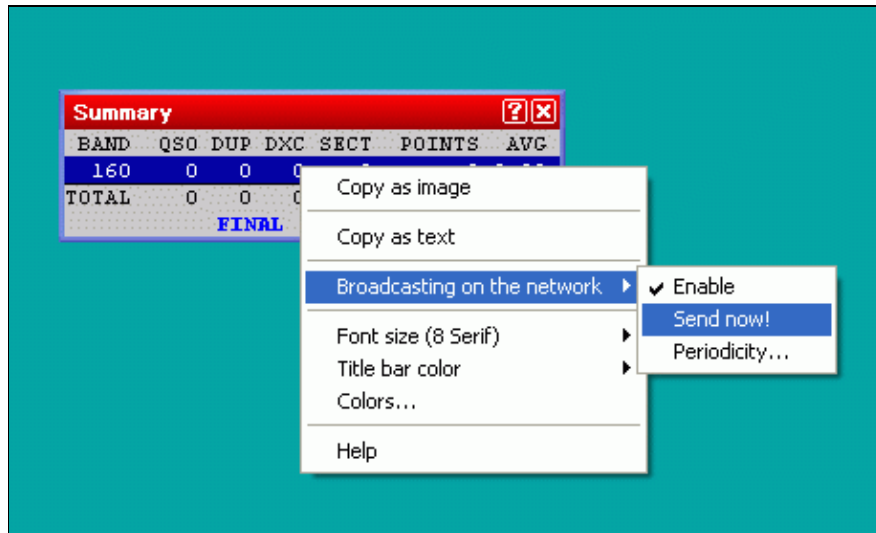 Summary
BAND QSO DUP DXC SECT POINTS AVG
160 0 0 0
TOTAL 0 0 0
FINAL
Copy as image
Copy as text
Broadcasting on the network
Enable
Send now!
Periodicity...
Font size (8 Serif)
Title bar color
Colors...
Help